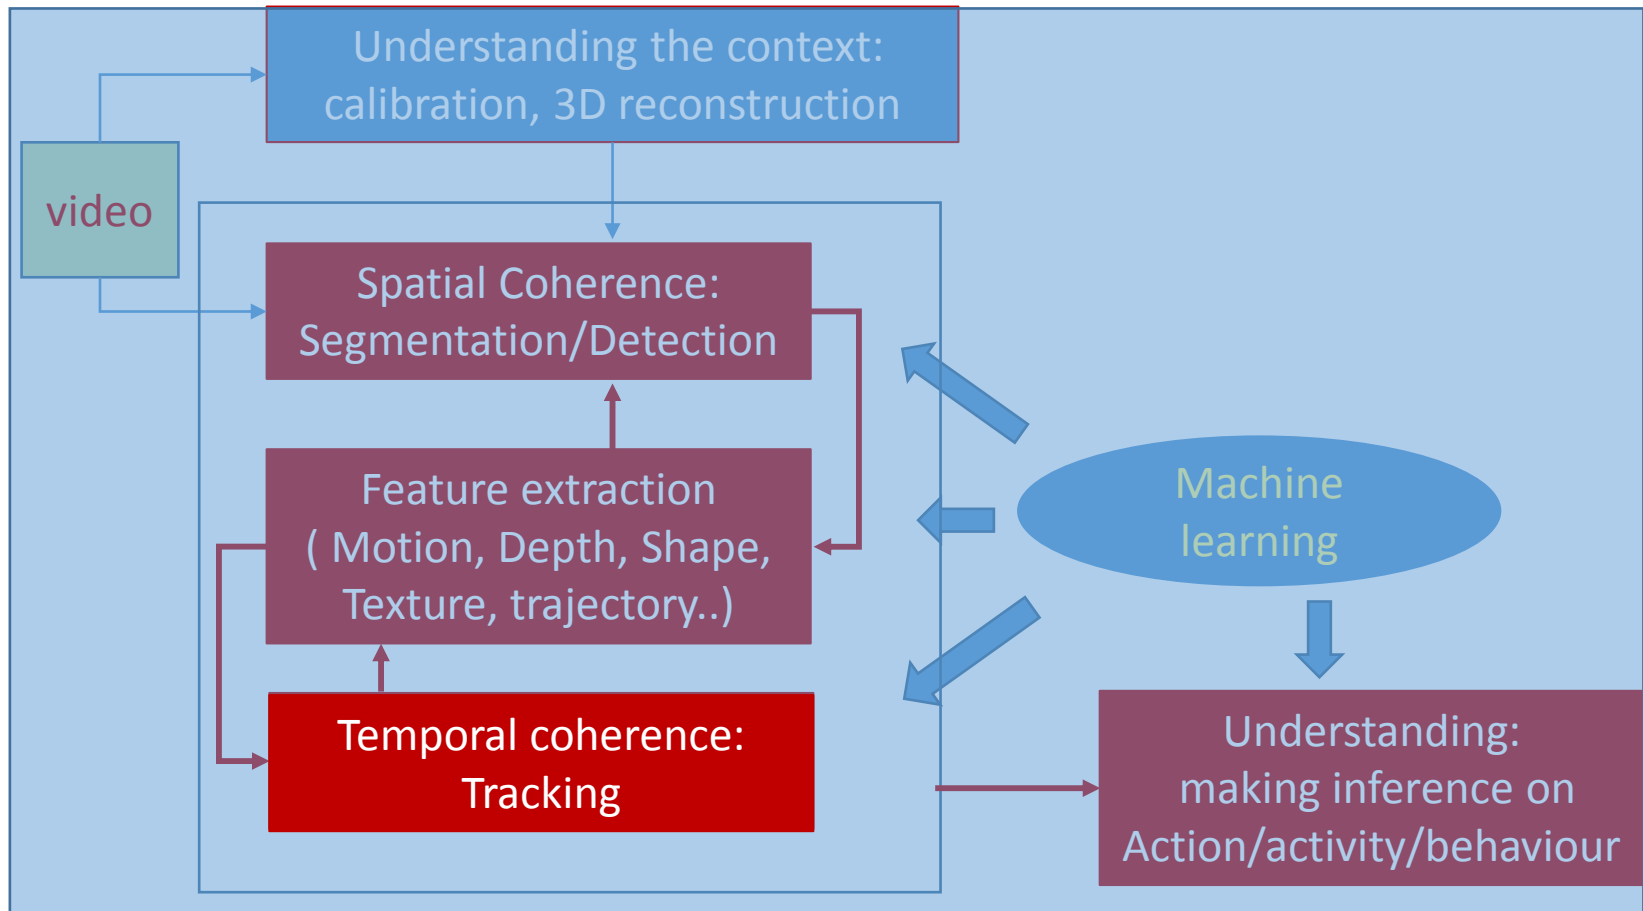 Understanding the context:
calibration, 3D reconstruction
video
Spatial Coherence:
Segmentation/Detection
Feature extraction
( Motion, Depth, Shape,
Texture, trajectory..)
Machine
learning
Temporal coherence:
Tracking
Understanding:
making inference on
Action/activity/behaviour